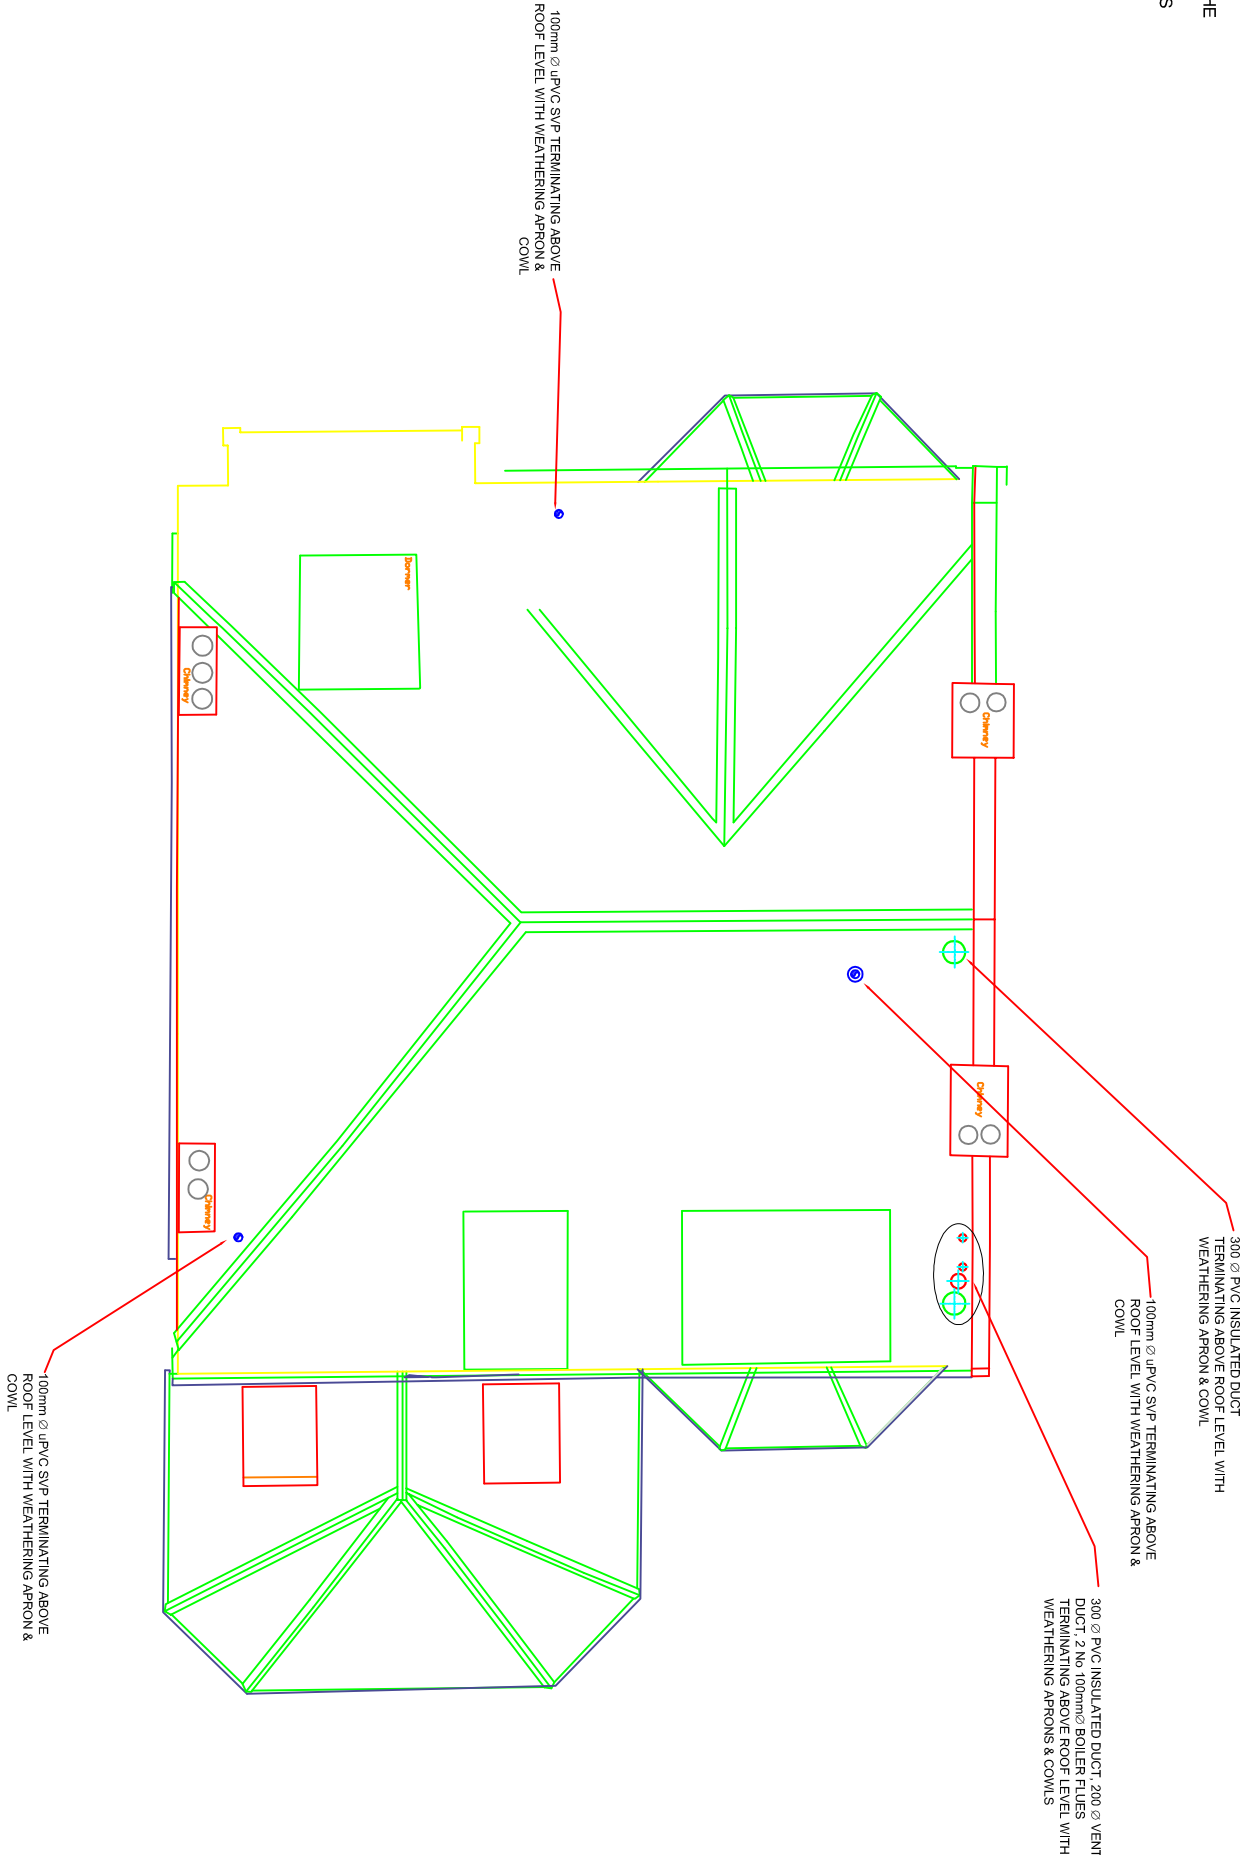 HE
S
100mm Ø uPVC SVP TERMINATING ABOVE
ROOF LEVEL WITH WEATHERING APRON &
COWL
Dormer
Chimney
Chimney
Chimney
Chimney
300 Ø PVC INSULATED DUCT
TERMINATING ABOVE ROOF LEVEL WITH
WEATHERING APRON & COWL
100mm Ø uPVC SVP TERMINATING ABOVE
ROOF LEVEL WITH WEATHERING APRON &
COWL
300 Ø PVC INSULATED DUCT, 200 Ø VENT
DUCT, 2 No 100mmØ BOILER FLUES
TERMINATING ABOVE ROOF LEVEL WITH
WEATHERING APRONS & COWLS
100mm Ø uPVC SVP TERMINATING ABOVE
ROOF LEVEL WITH WEATHERING APRON &
COWL